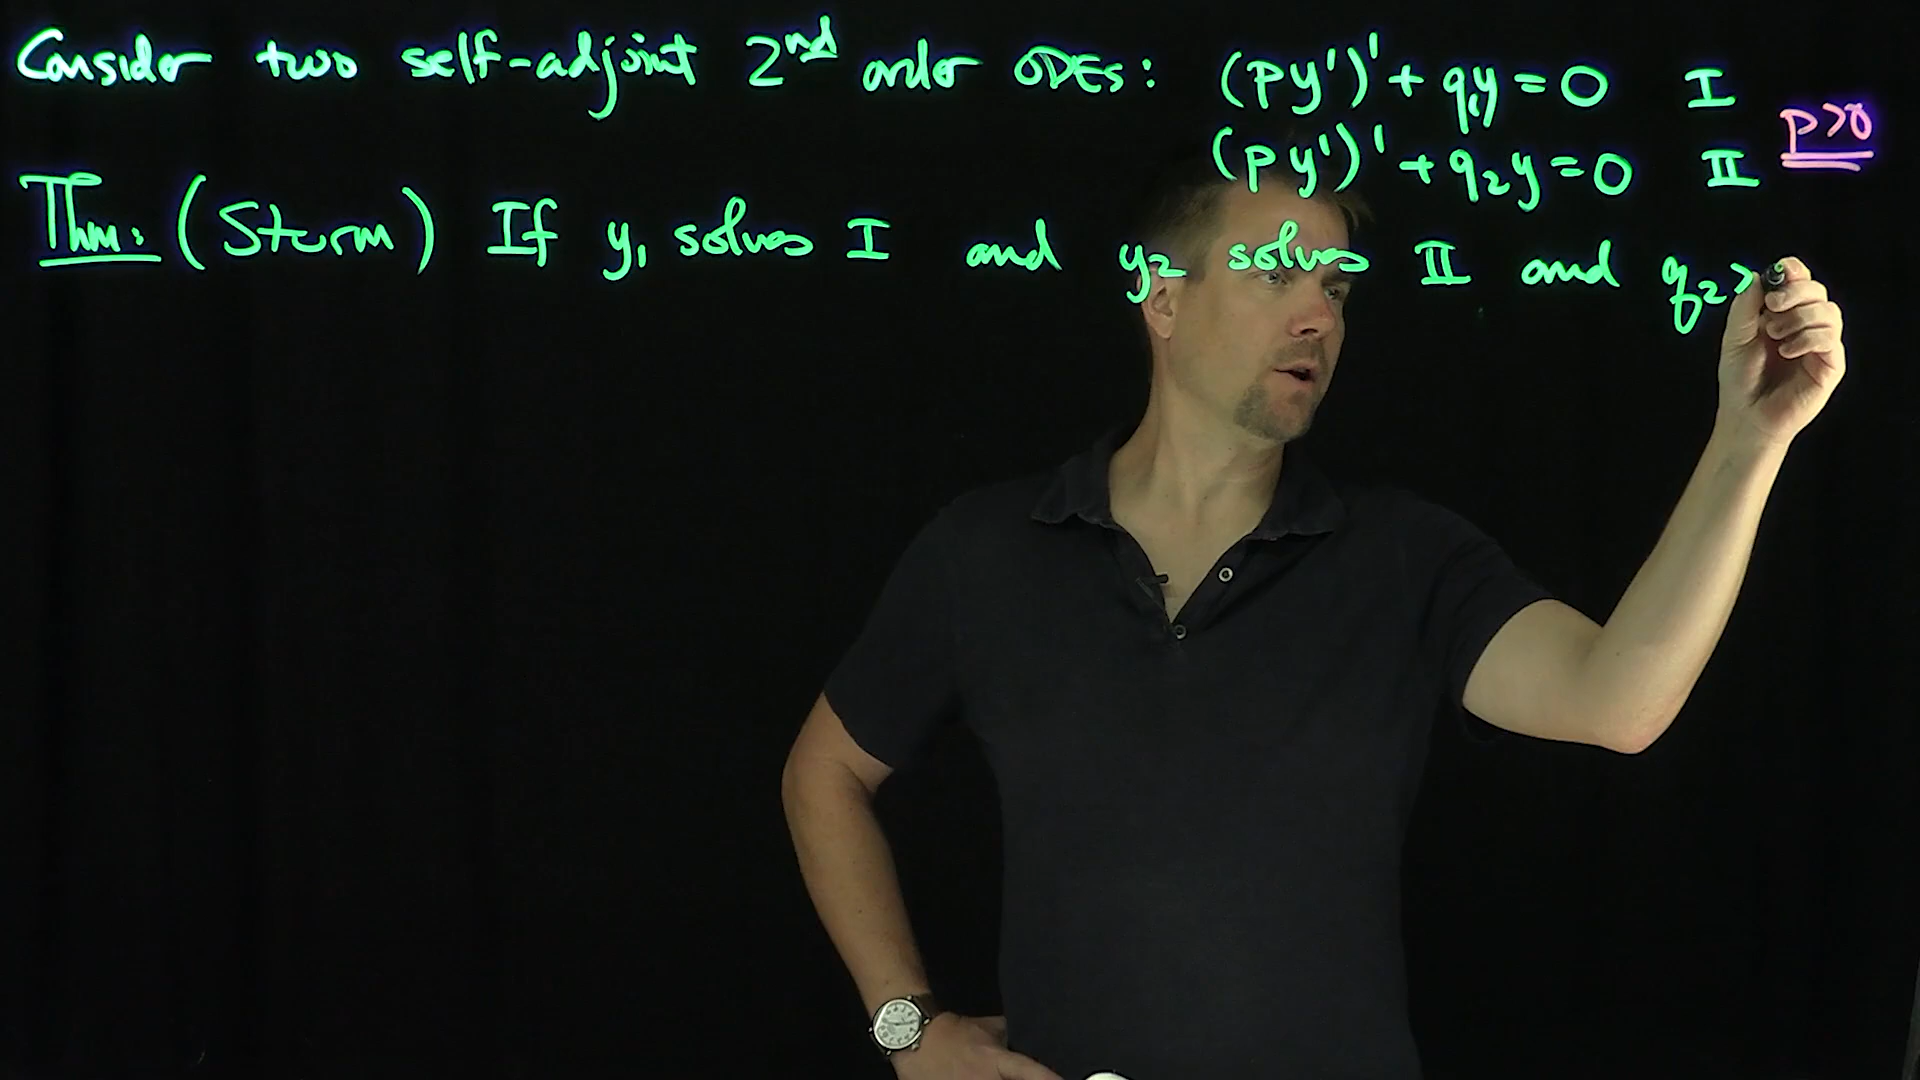 Consider two self-adjoint 2nd order ODEs: (py')' + q₁y = 0 I
p>0
(py')' + q₂y = 0 II
Thm: (Sturm) If y₁ solves I and y₂ solves II and q₂>